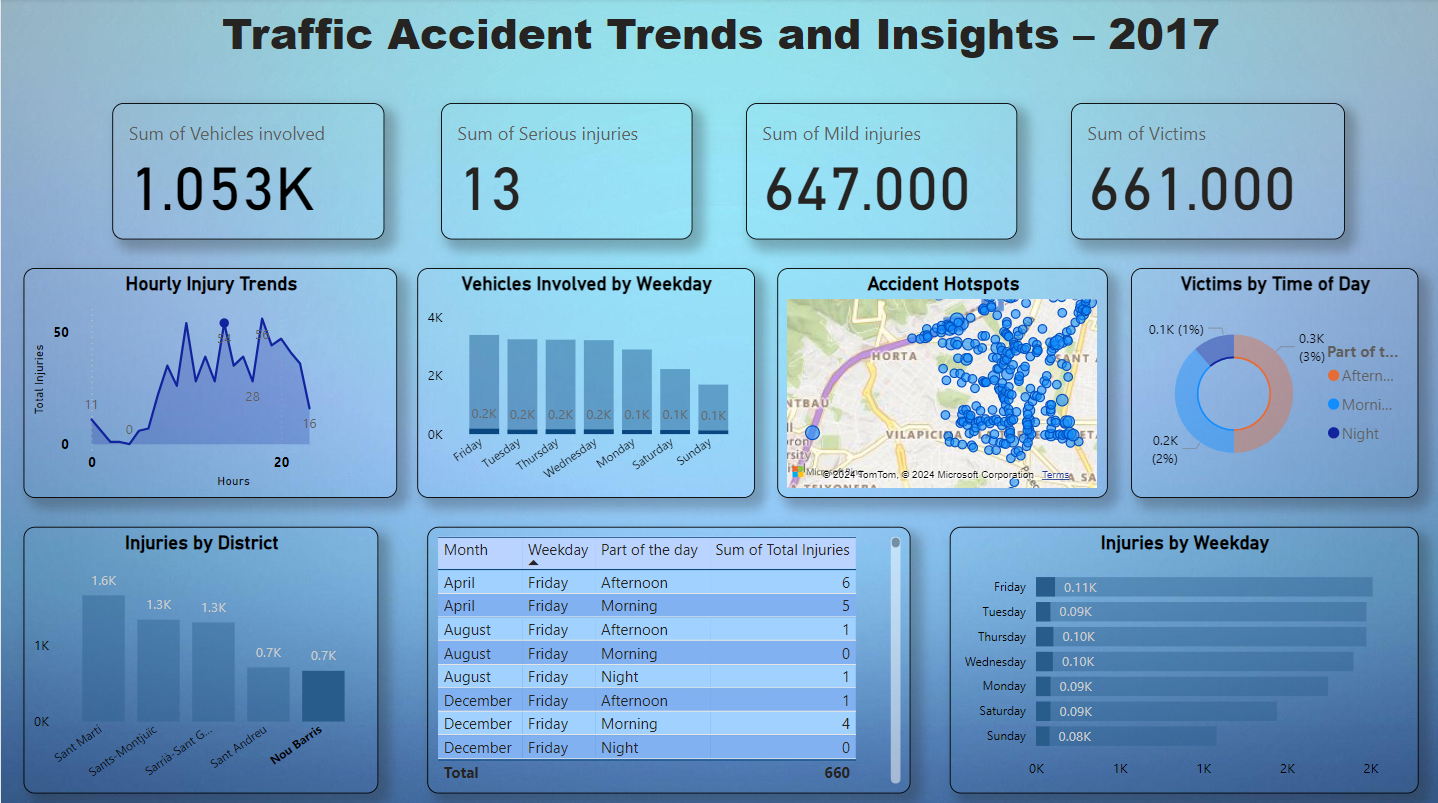 Traffic Accident Trends and Insights – 2017
Sum of Vehicles involved
1.053K
Sum of Serious injuries
13
Sum of Mild injuries
647.000
Sum of Victims
661.000
Hourly Injury Trends
Total Injuries
50
0
11
0
54
28
16
0
20
Hours
Vehicles Involved by Weekday
4K
2K
0K
0.2K
0.2K
0.2K
0.2K
0.1K
0.1K
0.1K
Friday
Tuesday
Thursday
Wednesday
Monday
Saturday
Sunday
Accident Hotspots
HORTA
SANT A
NTBAU
VILAPICI
ETA
A SA
TEIXONERA
Microsoft
© 2024 TomTom, © 2024 Microsoft Corporation Terms
Victims by Time of Day
0.1K (1%)
0.3K
(3%)
0.2K
(2%)
Part of t...
Aftern...
Morni...
Night
Injuries by District
1K
0K
1.6K
1.3K
1.3K
0.7K
0.7K
Sant Martí
Sants-Montjuïc
Sarrià-Sant G...
Sant Andreu
Nou Barris
Month Weekday Part of the day Sum of Total Injuries
April Friday Afternoon 6
April Friday Morning 5
August Friday Afternoon 1
August Friday Morning 0
August Friday Night 1
December Friday Afternoon 1
December Friday Morning 4
December Friday Night 0
Total 660
Injuries by Weekday
Friday 0.11K
Tuesday 0.09K
Thursday 0.10K
Wednesday 0.10K
Monday 0.09K
Saturday 0.09K
Sunday 0.08K
0K 1K 1K 2K 2K